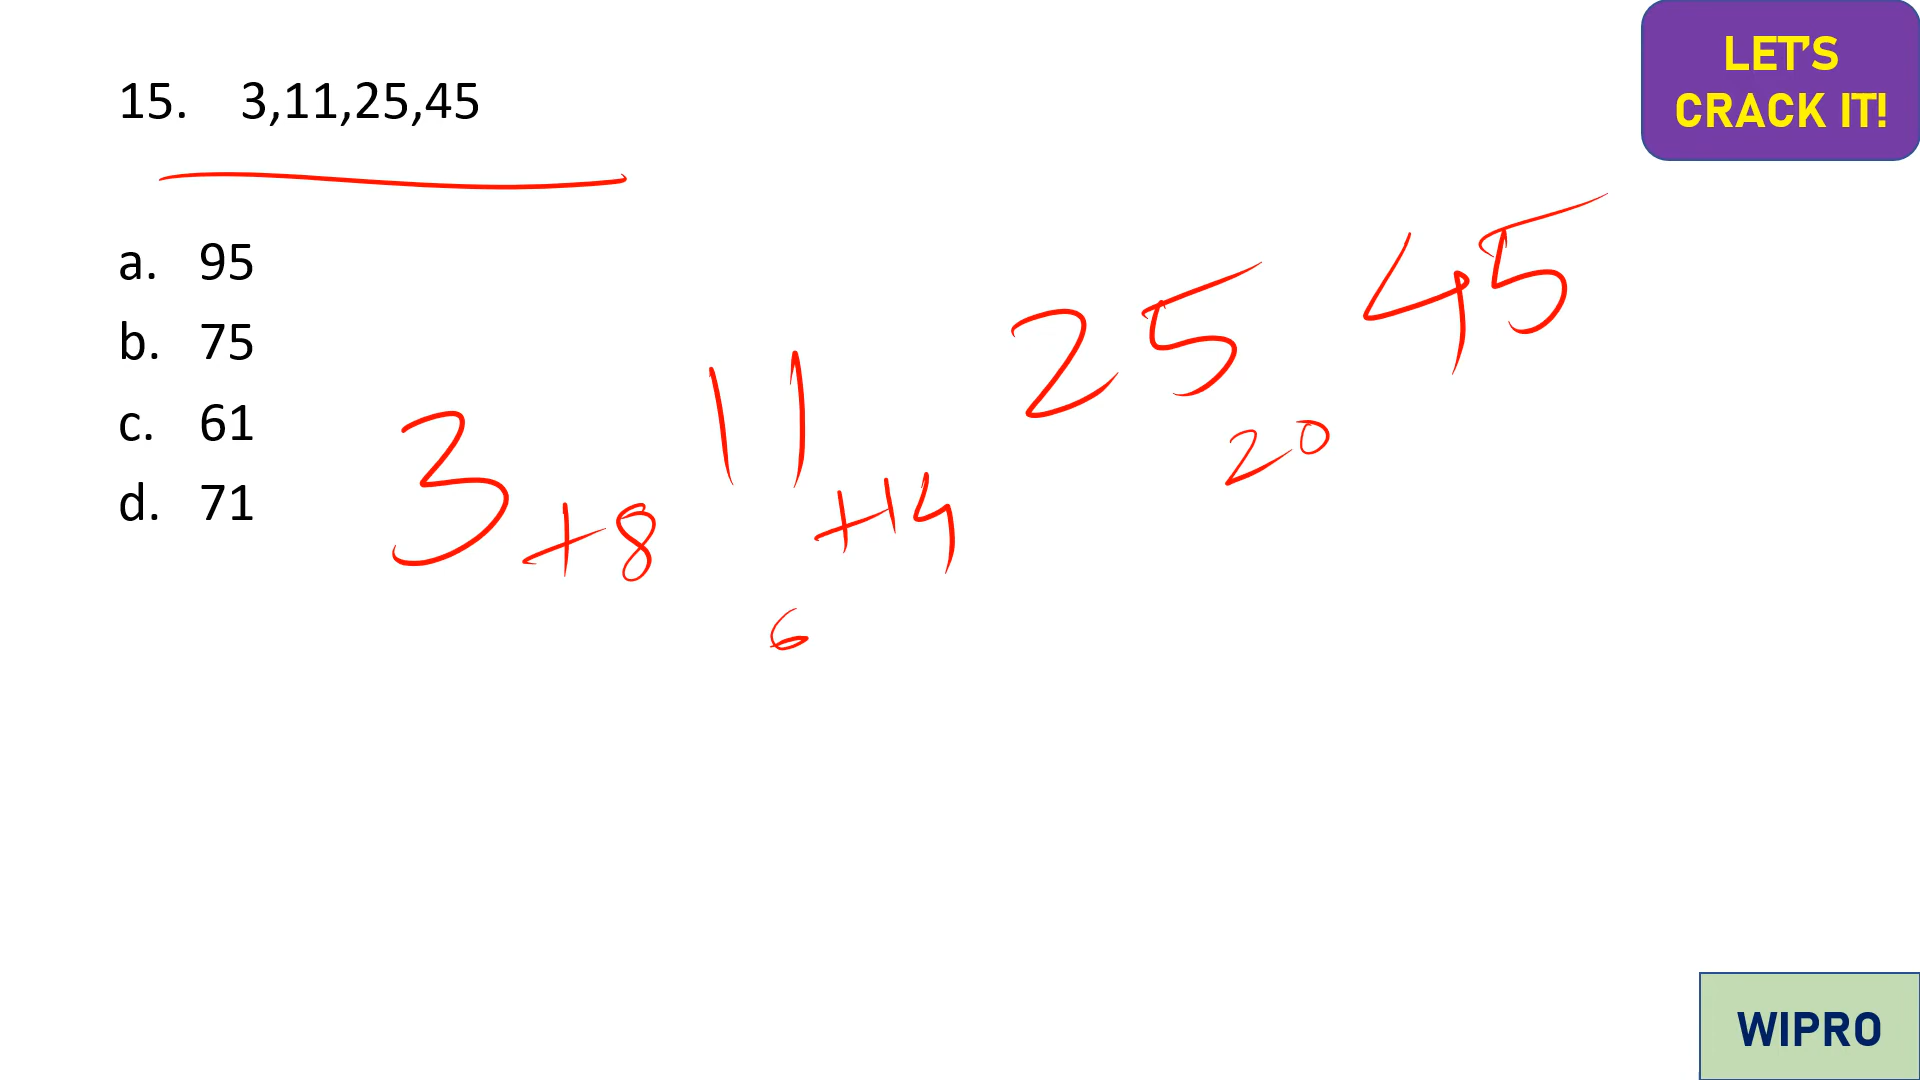 15. 3,11,25,45
LET'S
CRACK IT!
a. 95
b. 75
c. 61
d. 71
3 11 25 45
+8 +14 20
6
WIPRO